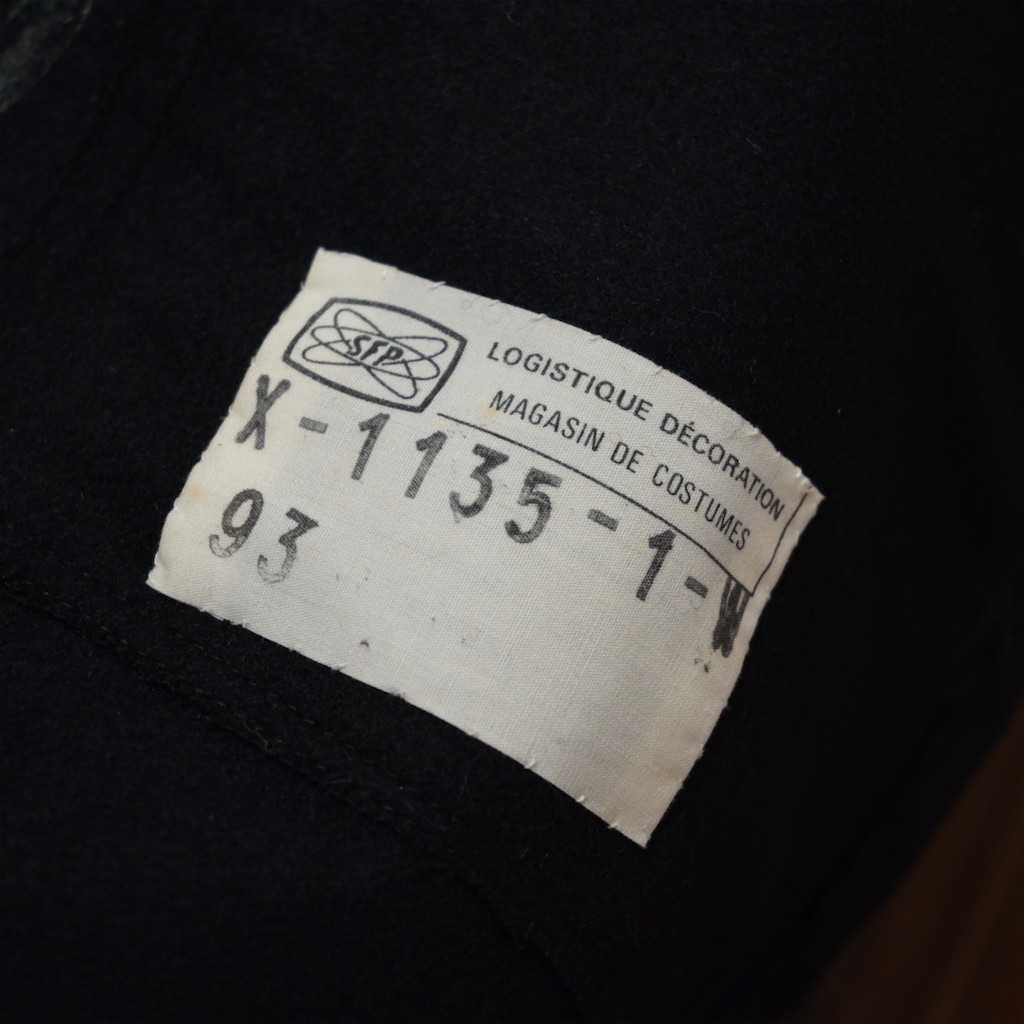 SFP
LOGISTIQUE DÉCORATION
MAGASIN DE COSTUMES
X-1135-1-W
93